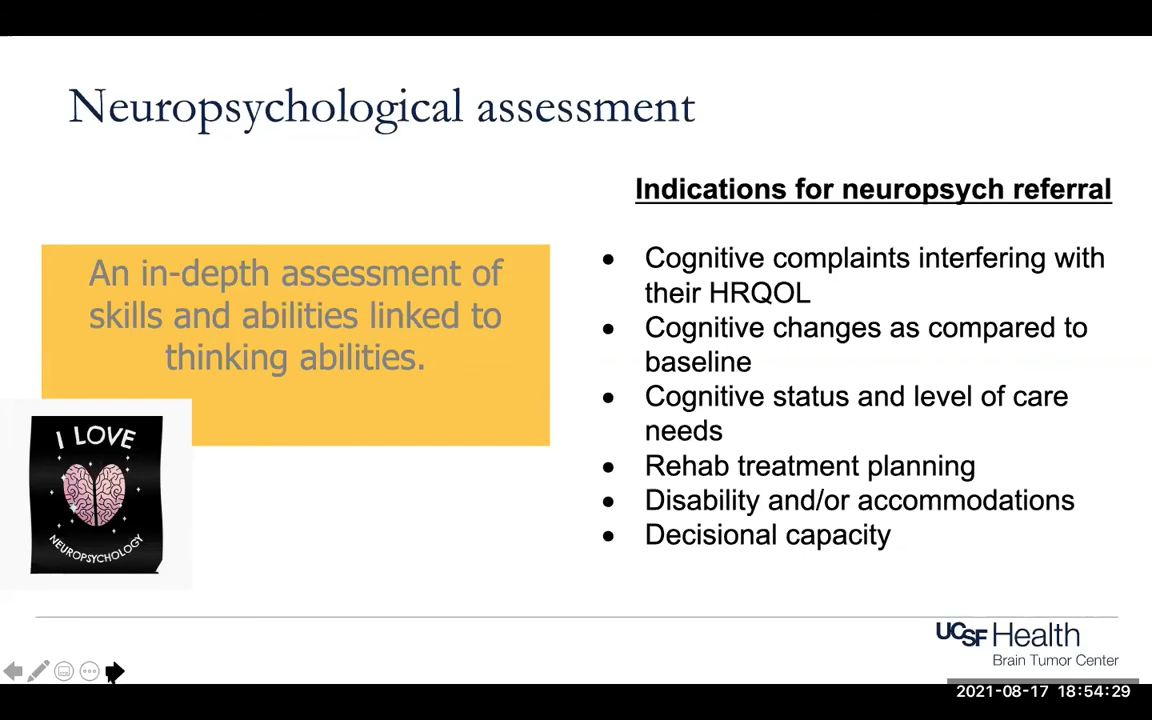 Neuropsychological assessment
Indications for neuropsych referral
An in-depth assessment of
skills and abilities linked to
thinking abilities.
I LOVE
NEUROPSYCHOLOGY
• Cognitive complaints interfering with
their HRQOL
• Cognitive changes as compared to
baseline
• Cognitive status and level of care
needs
• Rehab treatment planning
• Disability and/or accommodations
• Decisional capacity
UCSF Health
Brain Tumor Center
2021-08-17 18:54:29